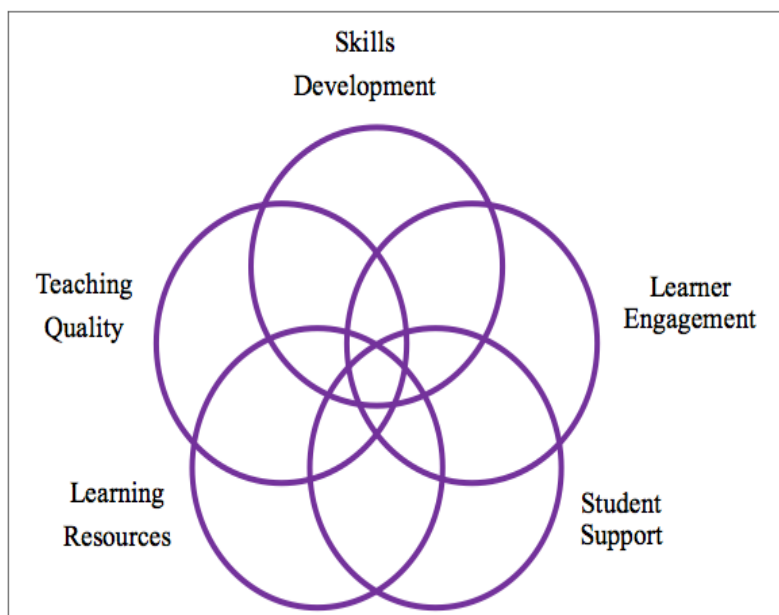 Skills
Development
Teaching
Quality
Learner
Engagement
Learning
Resources
Student
Support